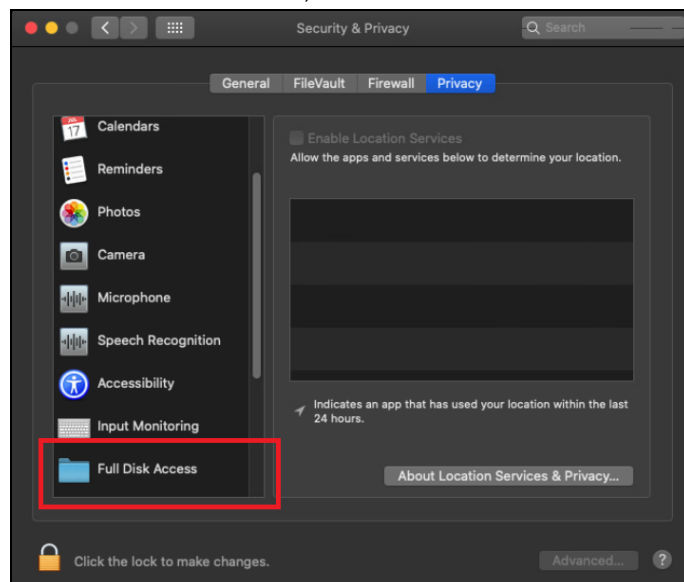 Security & Privacy
Search
General
FileVault
Firewall
Privacy
JUL
17
Calendars
Reminders
Photos
Camera
Microphone
Speech Recognition
Accessibility
Input Monitoring
Full Disk Access
Enable Location Services
Allow the apps and services below to determine your location.
Indicates an app that has used your location within the last
24 hours.
About Location Services & Privacy...
Click the lock to make changes.
Advanced...
?